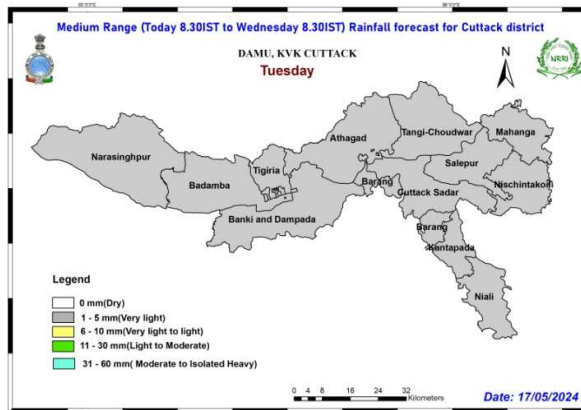 Medium Range (Today 8.30IST to Wednesday 8.30IST) Rainfall forecast for Cuttack district
DAMU, KVK CUTTACK
Tuesday
N
NRRI
Narasinghpur
Badamba
Tigiria
Athagad
Tangi-Choudwar
Mahanga
Salepur
Nischintakoili
Barang
Cuttack Sadar
Banki and Dampada
Barang
Kantapada
Niali
Legend
0 mm(Dry)
1 - 5 mm(Very light)
6 - 10 mm(Very light to light)
11 - 30 mm(Light to Moderate)
31 - 60 mm( Moderate to Isolated Heavy)
0 4 8 16 24 32
Kilometers
Date: 17/05/2024